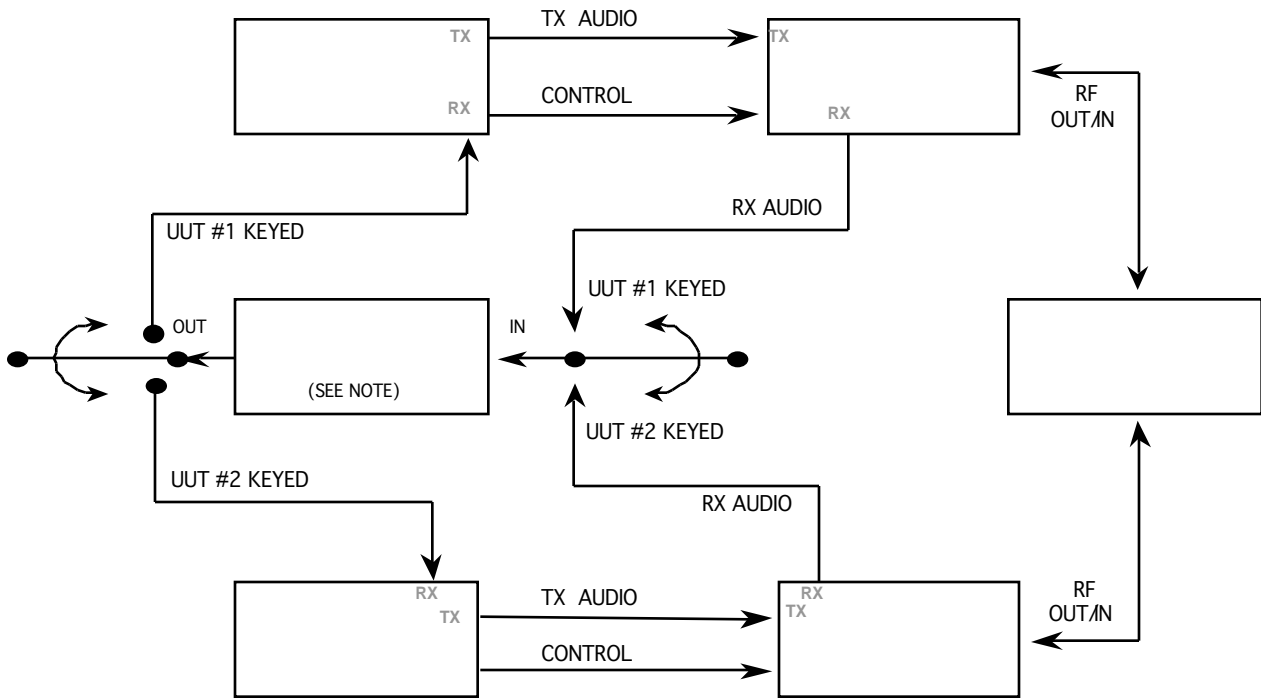 TX AUDIO
TX
TX
CONTROL
RX
RX
RF
OUT/IN
RX AUDIO
UUT #1 KEYED
UUT #1 KEYED
OUT
IN
(SEE NOTE)
UUT #2 KEYED
UUT #2 KEYED
RX AUDIO
RX
TX
TX AUDIO
RX
TX
RF
OUT/IN
CONTROL